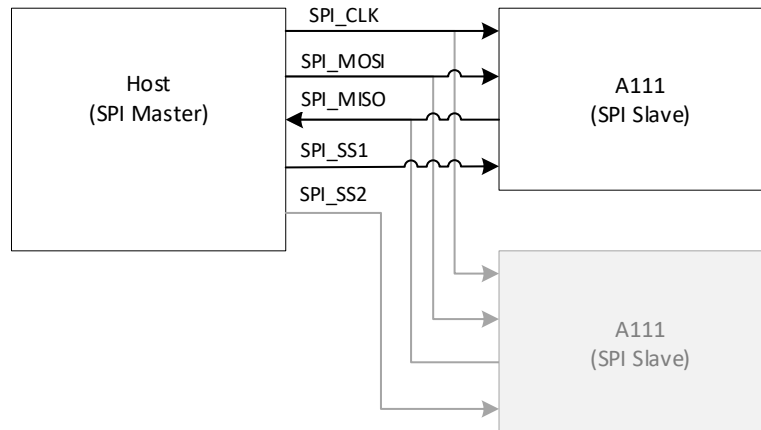 SPI_CLK
SPI_MOSI
SPI_MISO
SPI_SS1
SPI_SS2
Host
(SPI Master)
A111
(SPI Slave)
A111
(SPI Slave)